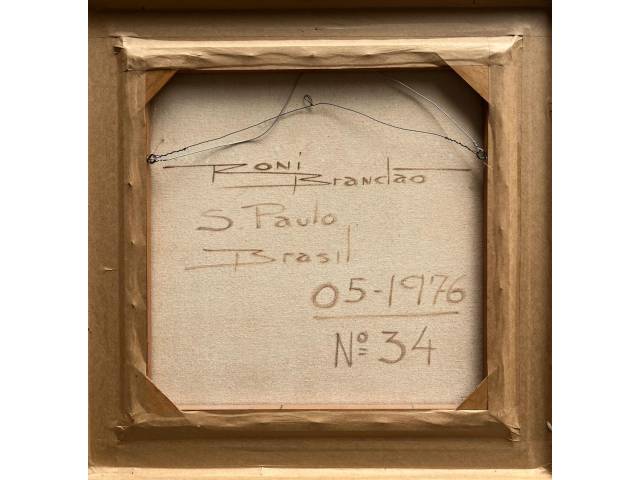 Roni Brandão
S. Paulo
Brasil
05-1976
Nº 34